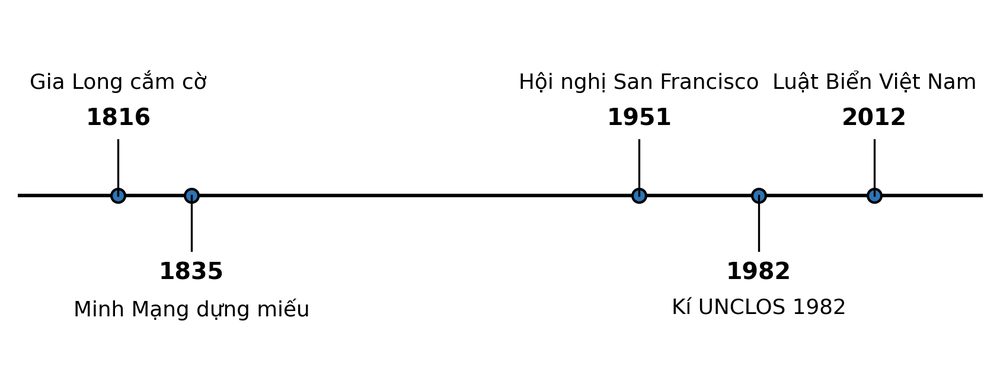 Gia Long cắm cờ
1816
Hội nghị San Francisco
1951
Luật Biển Việt Nam
2012
1835
Minh Mạng dựng miếu
1982
Kí UNCLOS 1982